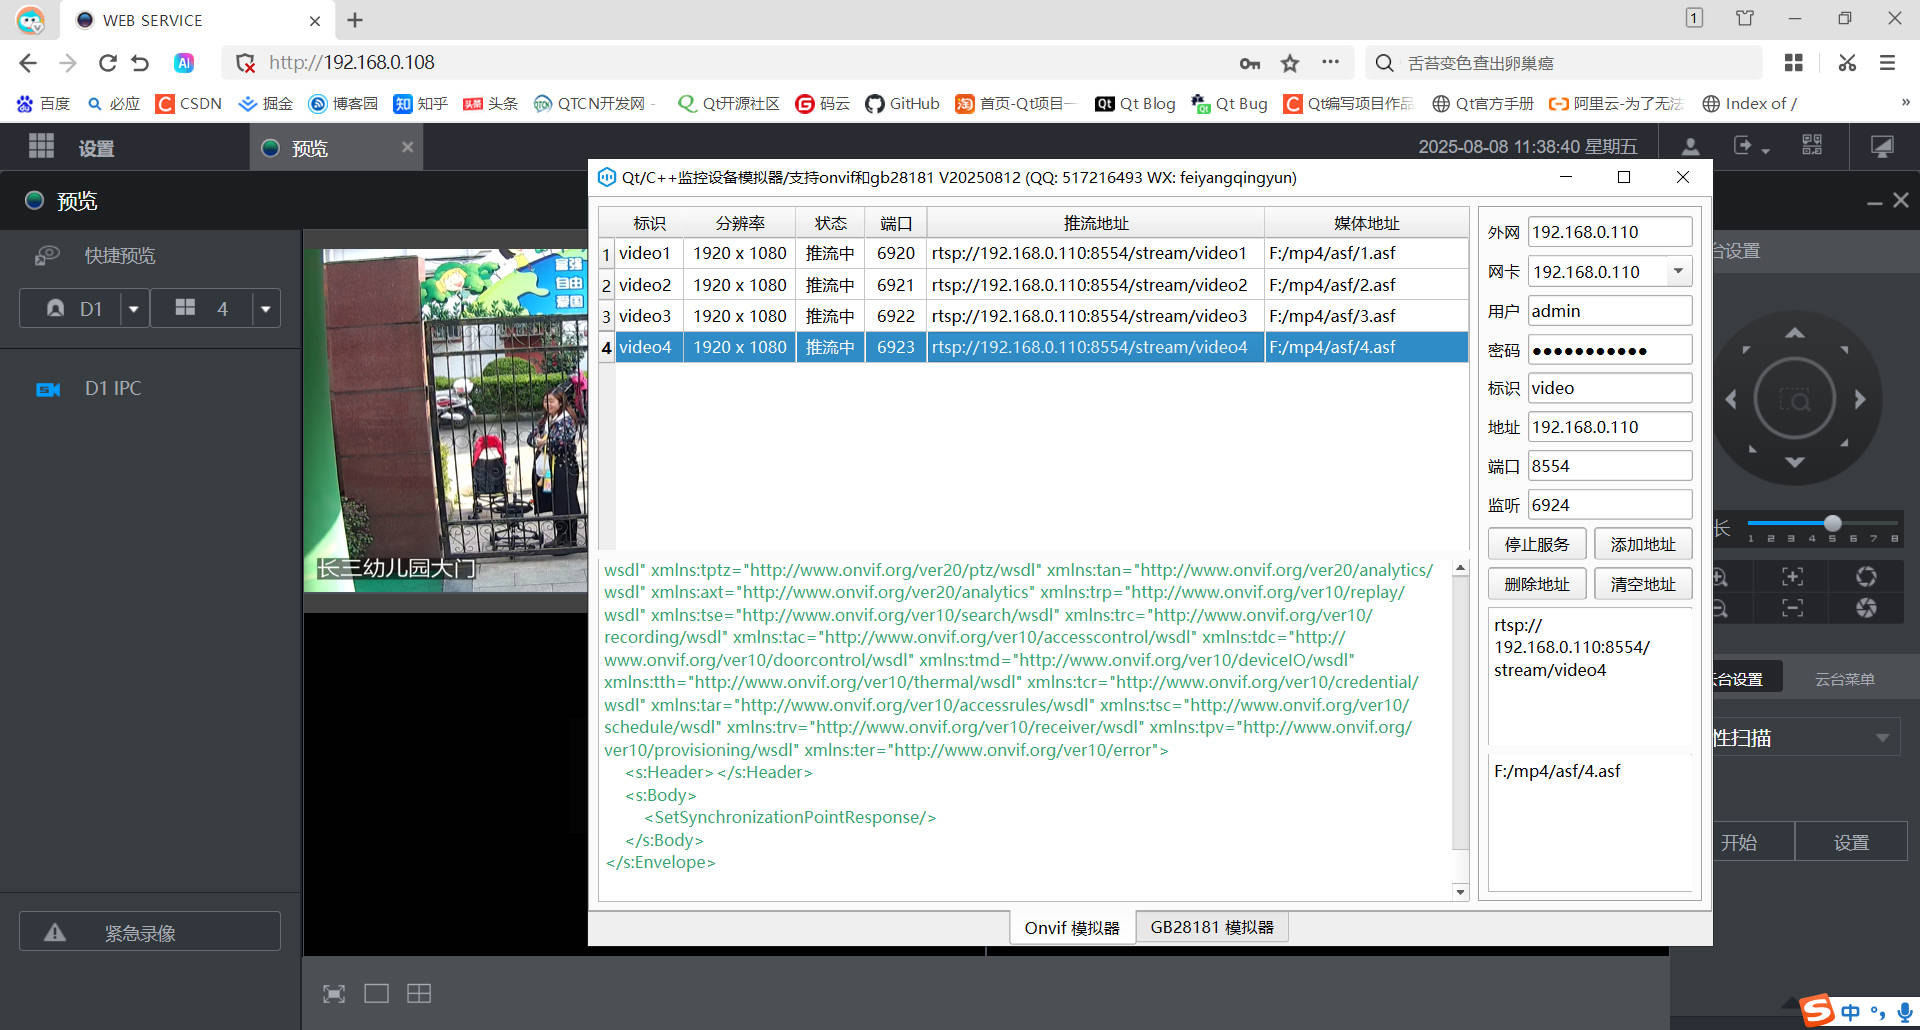 WEB SERVICE
1
http://192.168.0.108
舌苔变色查出卵巢癌
百度 必应 CSDN 掘金 博客园 知乎 头条 QTCN开发网 - Qt开源社区 码云 GitHub 首页-Qt项目一 Qt Blog Qt Bug Qt编写项目作品 Qt官方手册 阿里云-为了无法 Index of / »
设置
预览
2025-08-08 11:38:40 星期五
预览
快捷预览
D1
4
D1 IPC
紧急录像
富强
自由
爱国
长三幼儿园大门
Qt/C++监控设备模拟器/支持onvif和gb28181 V20250812 (QQ: 517216493 WX: feiyangqingyun)
标识 分辨率 状态 端口 推流地址 媒体地址
1 video1 1920 x 1080 推流中 6920 rtsp://192.168.0.110:8554/stream/video1 F:/mp4/asf/1.asf
2 video2 1920 x 1080 推流中 6921 rtsp://192.168.0.110:8554/stream/video2 F:/mp4/asf/2.asf
3 video3 1920 x 1080 推流中 6922 rtsp://192.168.0.110:8554/stream/video3 F:/mp4/asf/3.asf
4 video4 1920 x 1080 推流中 6923 rtsp://192.168.0.110:8554/stream/video4 F:/mp4/asf/4.asf
wsdl" xmlns:tptz="http://www.onvif.org/ver20/ptz/wsdl" xmlns:tan="http://www.onvif.org/ver20/analytics/
wsdl" xmlns:axt="http://www.onvif.org/ver20/analytics" xmlns:trp="http://www.onvif.org/ver10/replay/
wsdl" xmlns:tse="http://www.onvif.org/ver10/search/wsdl" xmlns:trc="http://www.onvif.org/ver10/
recording/wsdl" xmlns:tac="http://www.onvif.org/ver10/accesscontrol/wsdl" xmlns:tdc="http://
www.onvif.org/ver10/doorcontrol/wsdl" xmlns:tmd="http://www.onvif.org/ver10/deviceIO/wsdl"
xmlns:tth="http://www.onvif.org/ver10/thermal/wsdl" xmlns:tcr="http://www.onvif.org/ver10/credential/
wsdl" xmlns:tar="http://www.onvif.org/ver10/accessrules/wsdl" xmlns:tsc="http://www.onvif.org/ver10/
schedule/wsdl" xmlns:trv="http://www.onvif.org/ver10/receiver/wsdl" xmlns:tpv="http://www.onvif.org/
ver10/provisioning/wsdl" xmlns:ter="http://www.onvif.org/ver10/error">
<s:Header></s:Header>
<s:Body>
<SetSynchronizationPointResponse/>
</s:Body>
</s:Envelope>
外网 192.168.0.110
网卡 192.168.0.110
用户 admin
密码 ●●●●●●●●●●●
标识 video
地址 192.168.0.110
端口 8554
监听 6924
停止服务 添加地址
删除地址 清空地址
rtsp://
192.168.0.110:8554/
stream/video4
F:/mp4/asf/4.asf
Onvif 模拟器 GB28181 模拟器
台设置
长
1 2 3 4 5 6 7 8
云台设置 云台菜单
性扫描
开始 设置
中